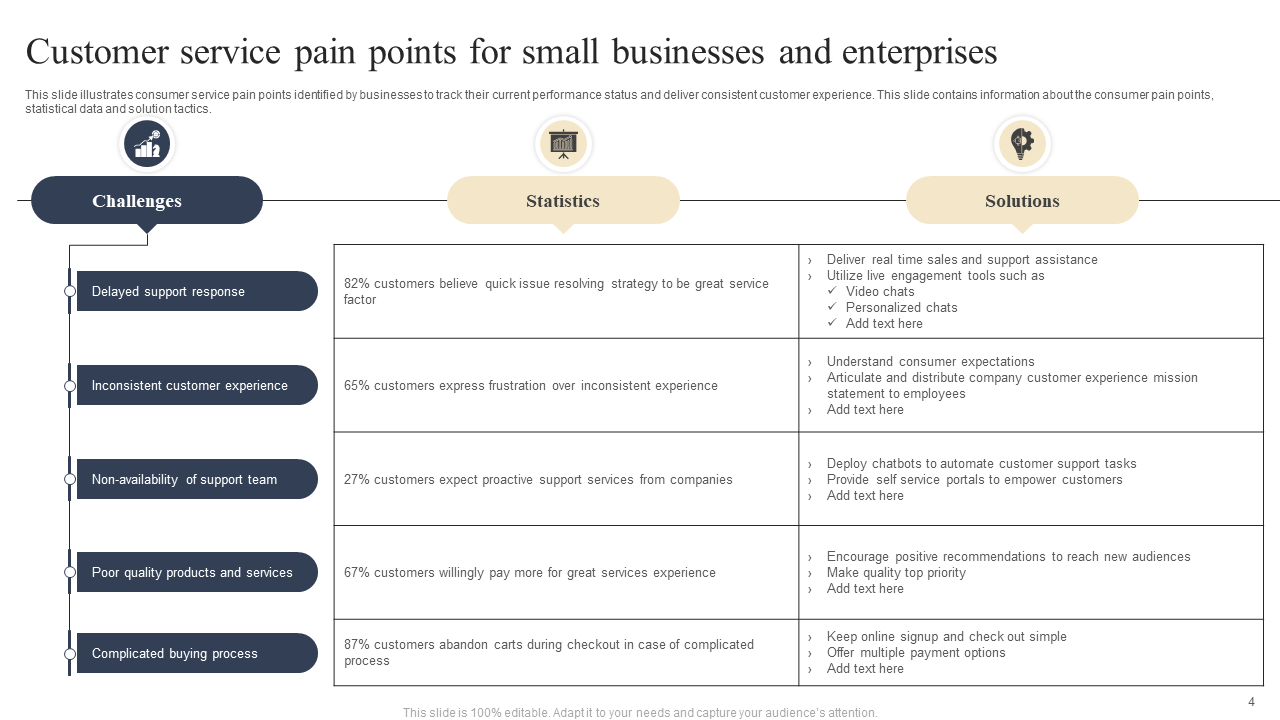 Customer service pain points for small businesses and enterprises
This slide illustrates consumer service pain points identified by businesses to track their current performance status and deliver consistent customer experience. This slide contains information about the consumer pain points,
statistical data and solution tactics.
Challenges
Statistics
Solutions
Delayed support response
82% customers believe quick issue resolving strategy to be great service
factor
› Deliver real time sales and support assistance
› Utilize live engagement tools such as
✓ Video chats
✓ Personalized chats
✓ Add text here
Inconsistent customer experience
65% customers express frustration over inconsistent experience
› Understand consumer expectations
› Articulate and distribute company customer experience mission
statement to employees
› Add text here
Non-availability of support team
27% customers expect proactive support services from companies
› Deploy chatbots to automate customer support tasks
› Provide self service portals to empower customers
› Add text here
Poor quality products and services
67% customers willingly pay more for great services experience
› Encourage positive recommendations to reach new audiences
› Make quality top priority
› Add text here
Complicated buying process
87% customers abandon carts during checkout in case of complicated
process
› Keep online signup and check out simple
› Offer multiple payment options
› Add text here
This slide is 100% editable. Adapt it to your needs and capture your audience's attention.
4